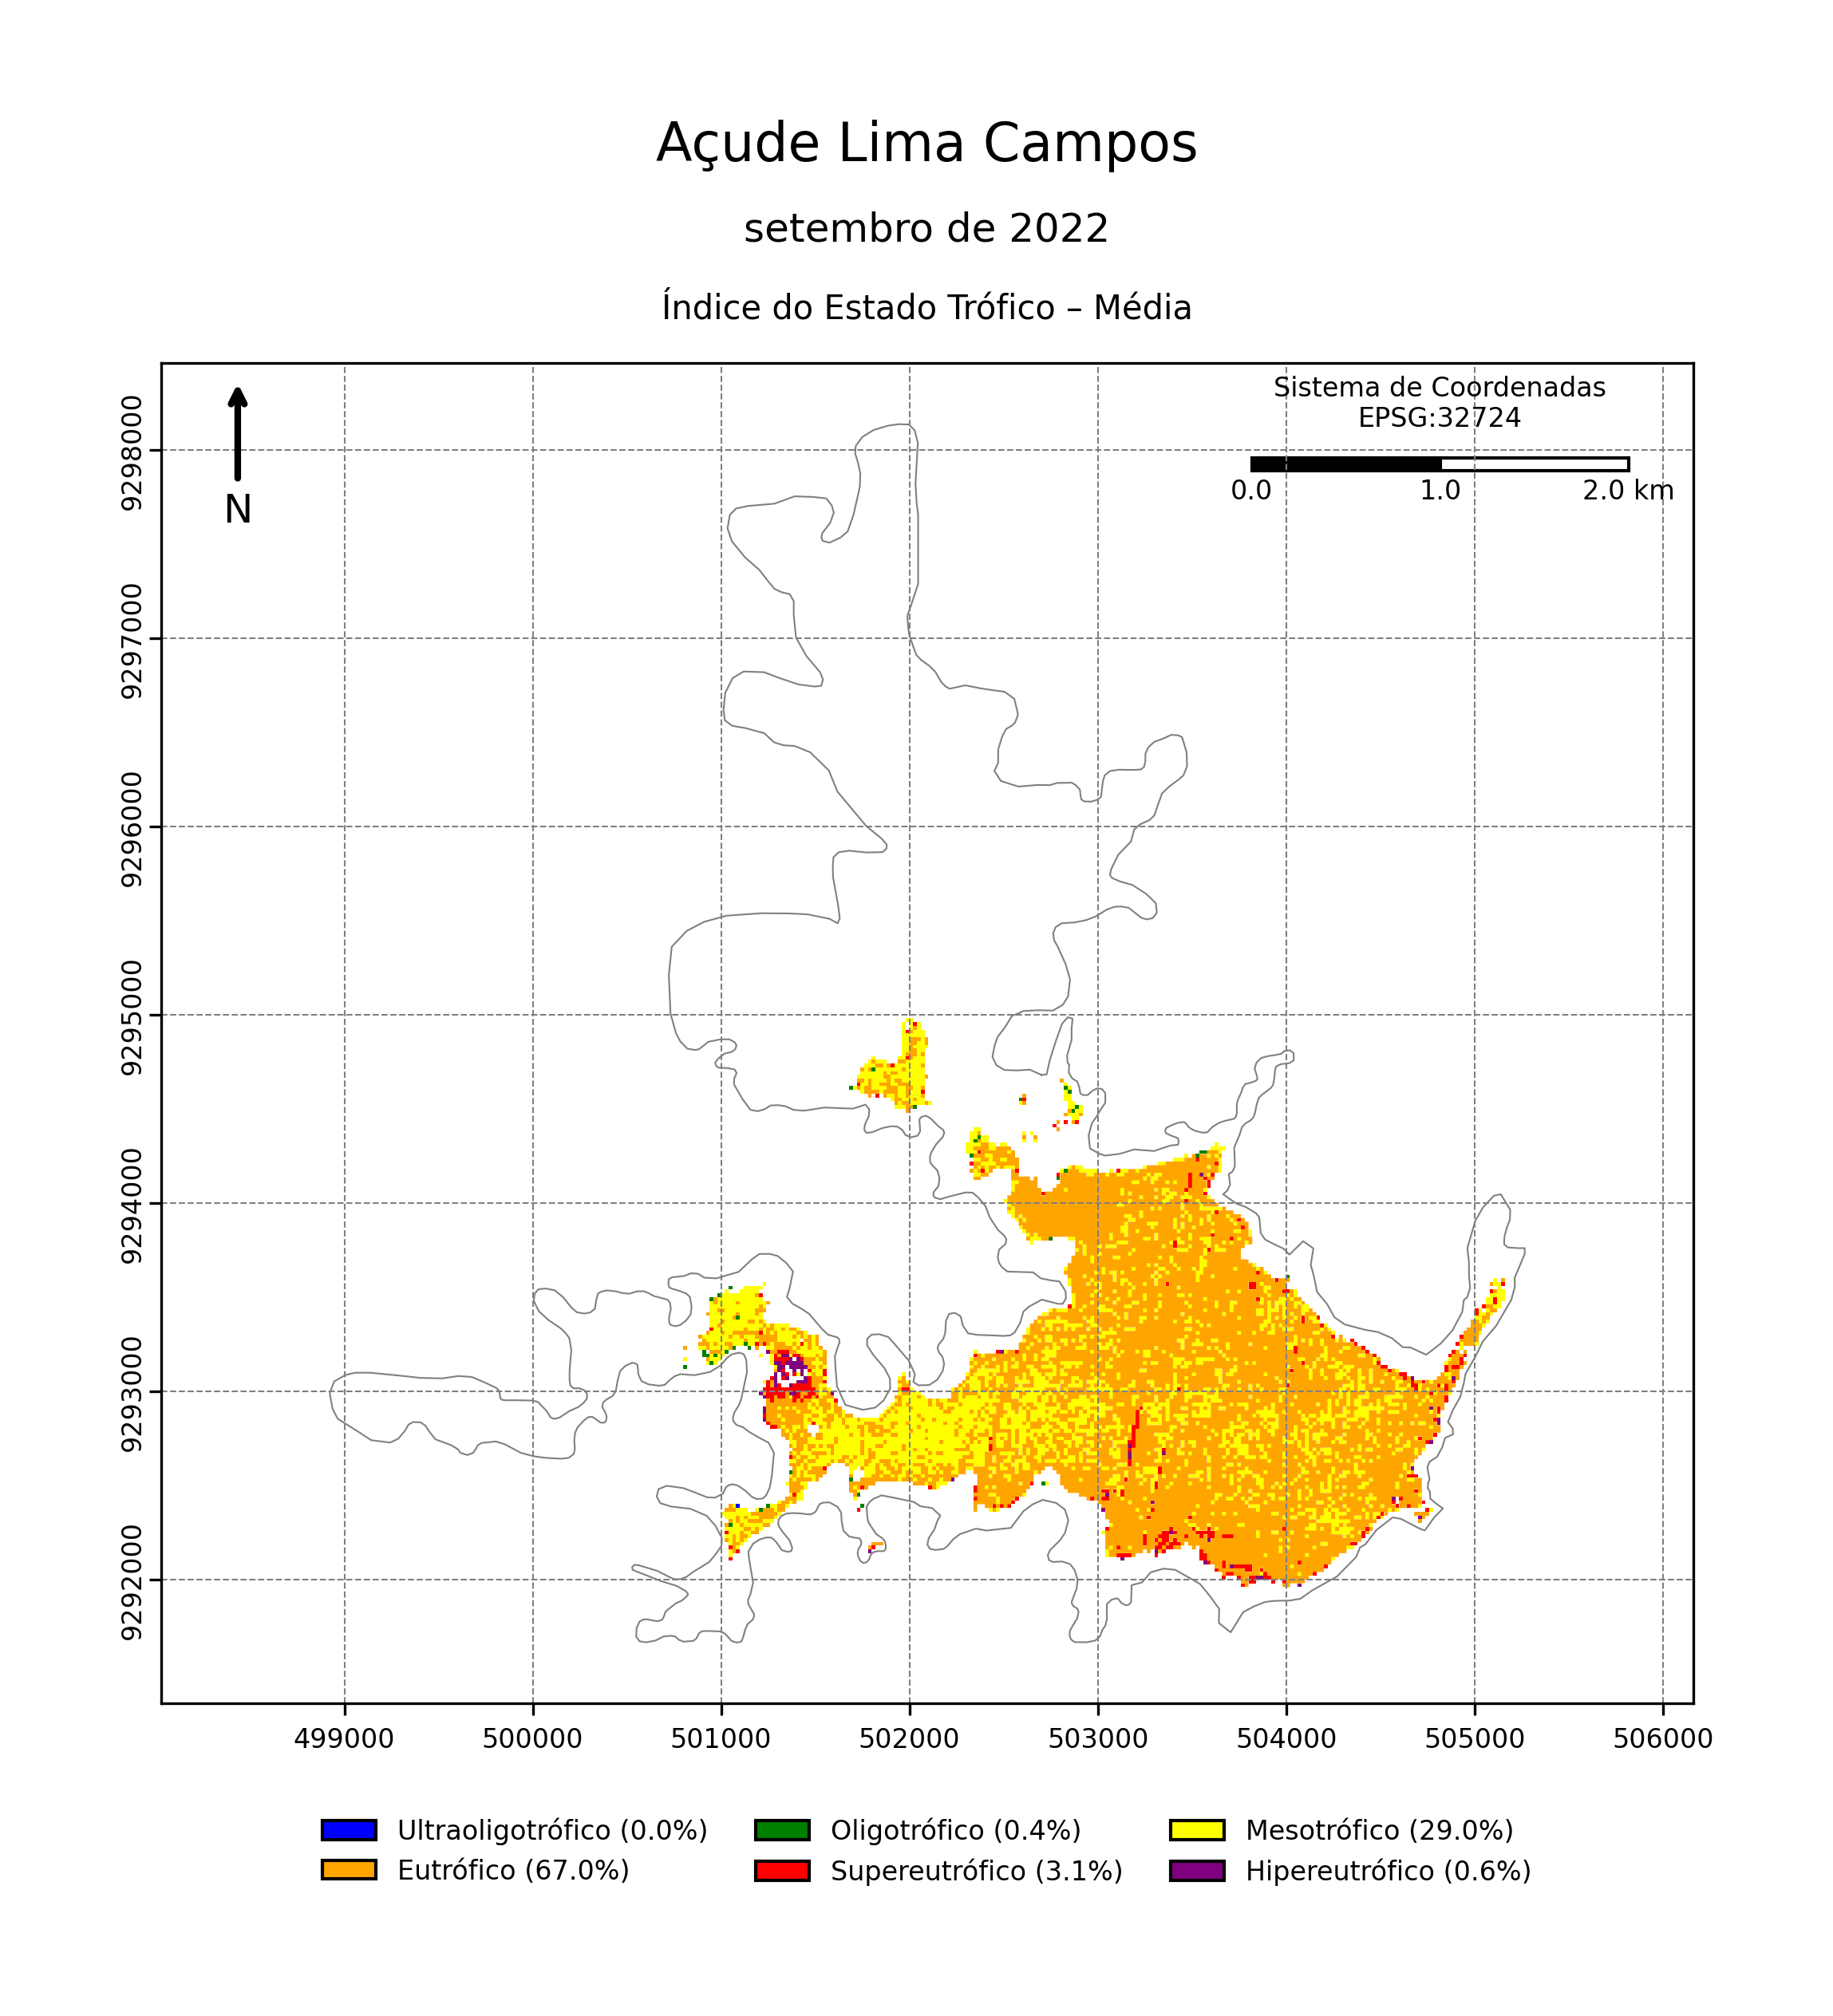 Açude Lima Campos
setembro de 2022
Índice do Estado Trófico – Média
Sistema de Coordenadas
EPSG:32724
0.0 1.0 2.0 km
N
9298000
9297000
9296000
9295000
9294000
9293000
9292000
499000 500000 501000 502000 503000 504000 505000 506000
Ultraoligotrófico (0.0%) Oligotrófico (0.4%) Mesotrófico (29.0%)
Eutrófico (67.0%) Supereutrófico (3.1%) Hipereutrófico (0.6%)